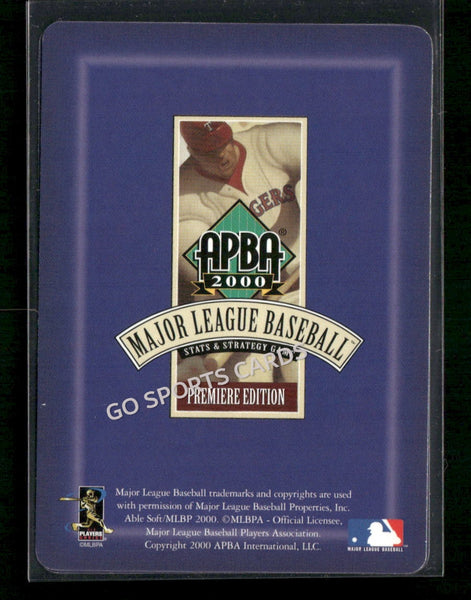 T
GERS
APBA®
2000
MAJOR LEAGUE BASEBALL™
STATS & STRATEGY
PREMIERE EDITION
GO SPORTS CARDS
Major League Baseball trademarks and copyrights are used
with permission of Major League Baseball Properties, Inc.
Able Soft/MLBP 2000. ©MLBPA - Official Licensee,
Major League Baseball Players Association.
Copyright 2000 APBA International, LLC.
PLAYERS
©MLBPA
MAJOR LEAGUE BASEBALL